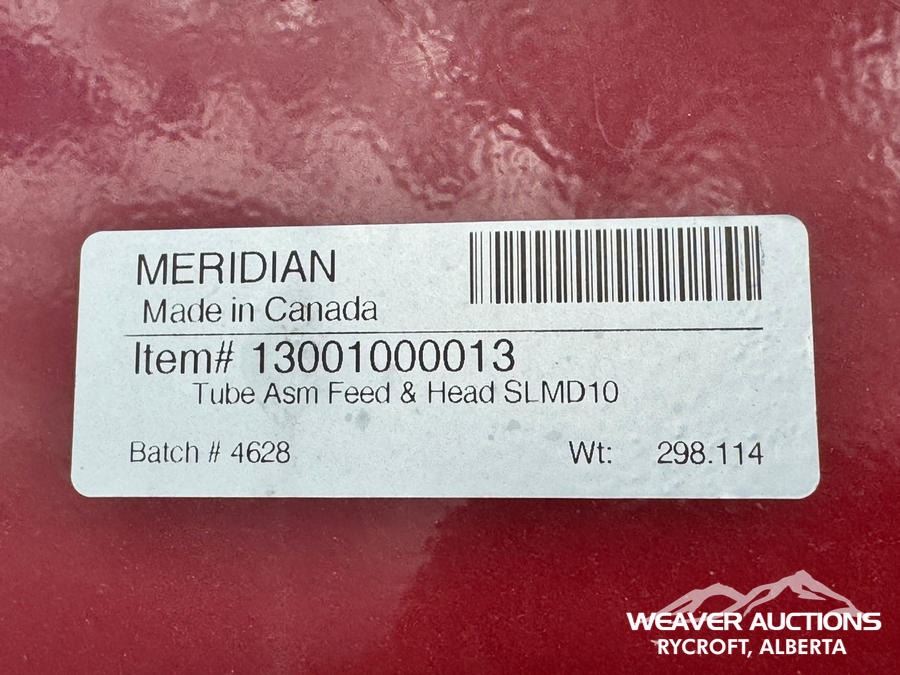 MERIDIAN
Made in Canada
Item# 13001000013
Tube Asm Feed & Head SLMD10
Batch # 4628 Wt: 298.114
WEAVER AUCTIONS
RYCROFT, ALBERTA